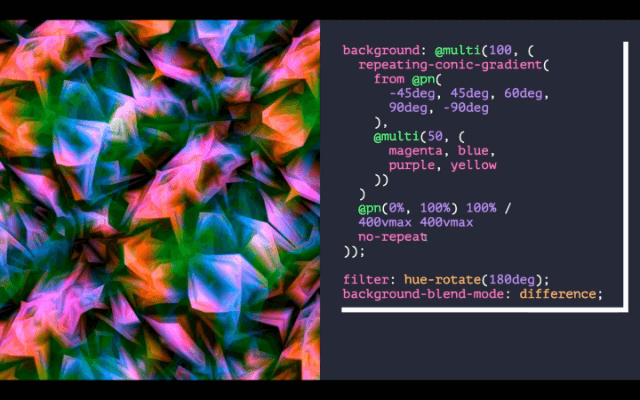 background: @multi(100, (
repeating-conic-gradient(
from @pn(
-45deg, 45deg, 60deg,
90deg, -90deg
),
@multi(50, (
magenta, blue,
purple, yellow
))
)
@pn(0%, 100%) 100% /
400vmax 400vmax
no-repeat
));
filter: hue-rotate(180deg);
background-blend-mode: difference;